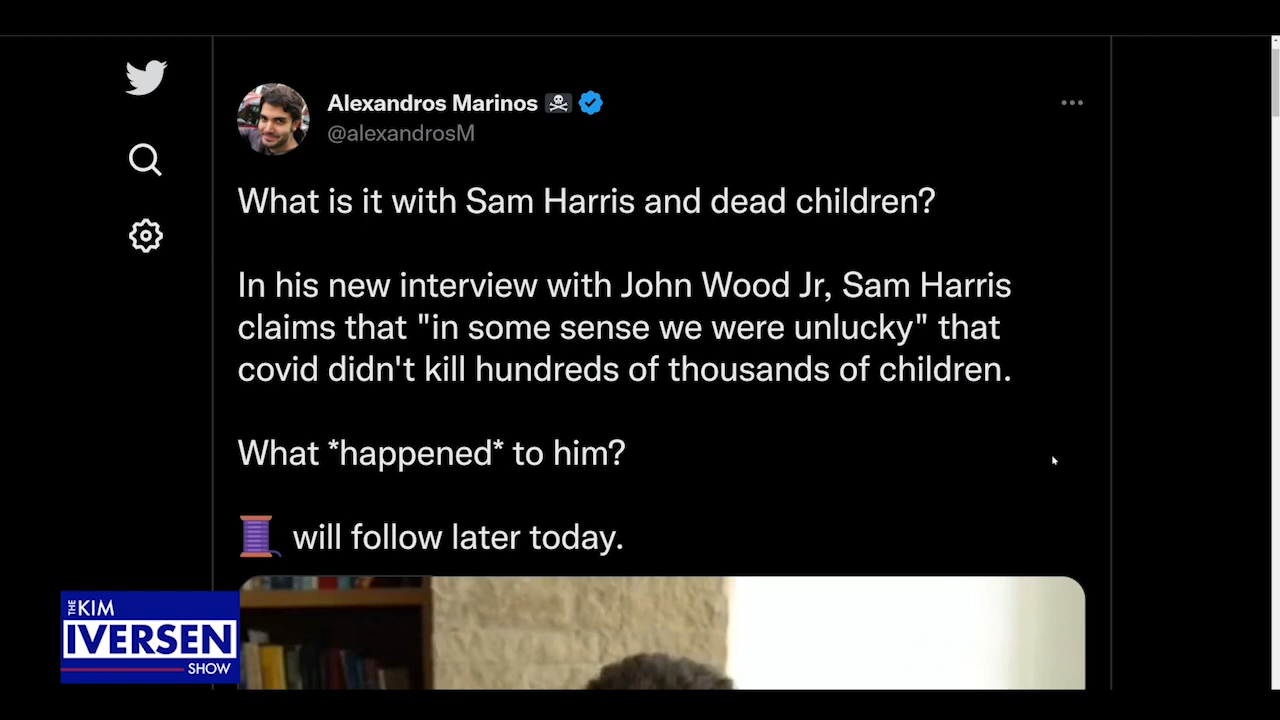 Alexandros Marinos
@alexandrosM
What is it with Sam Harris and dead children?
In his new interview with John Wood Jr, Sam Harris
claims that "in some sense we were unlucky" that
covid didn't kill hundreds of thousands of children.
What *happened* to him?
will follow later today.
THE
KIM
IVERSEN
SHOW